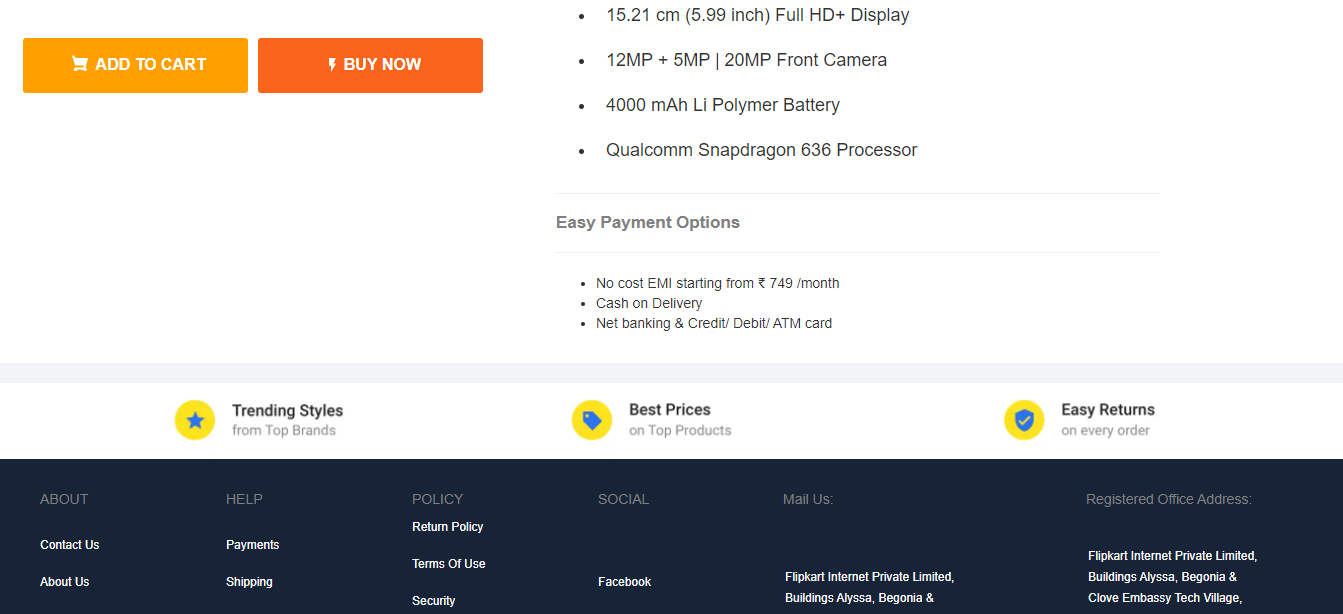 15.21 cm (5.99 inch) Full HD+ Display
ADD TO CART
BUY NOW
12MP + 5MP | 20MP Front Camera
4000 mAh Li Polymer Battery
Qualcomm Snapdragon 636 Processor
Easy Payment Options
No cost EMI starting from ₹ 749 /month
Cash on Delivery
Net banking & Credit/ Debit/ ATM card
Trending Styles
from Top Brands
Best Prices
on Top Products
Easy Returns
on every order
ABOUT
Contact Us
About Us
HELP
Payments
Shipping
POLICY
Return Policy
Terms Of Use
Security
SOCIAL
Facebook
Mail Us:
Flipkart Internet Private Limited,
Buildings Alyssa, Begonia &
Registered Office Address:
Flipkart Internet Private Limited,
Buildings Alyssa, Begonia &
Clove Embassy Tech Village,